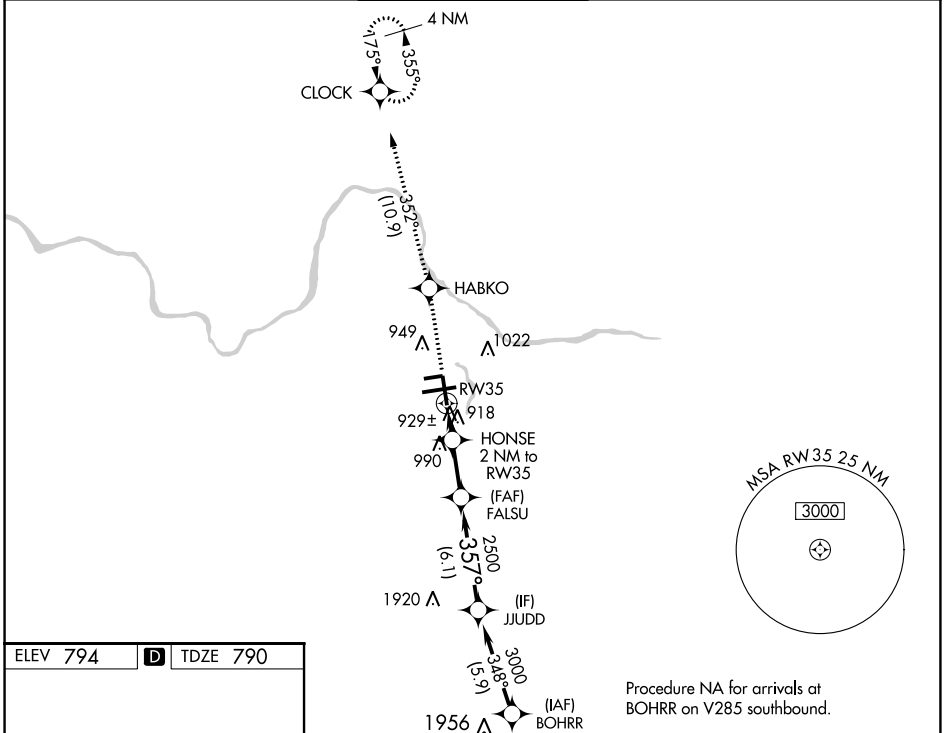 4 NM
175°
355°
CLOCK
352°
(10.9)
HABKO
949
1022
RW35
929±
918
HONSE
2 NM to
RW35
990
(FAF)
FALSU
2500
357°
(6.1)
1920
(IF)
JJUDD
3000
348°
(5.9)
(IAF)
BOHRR
1956
MSA RW35 25 NM
3000
Procedure NA for arrivals at
BOHRR on V285 southbound.
ELEV 794 D TDZE 790